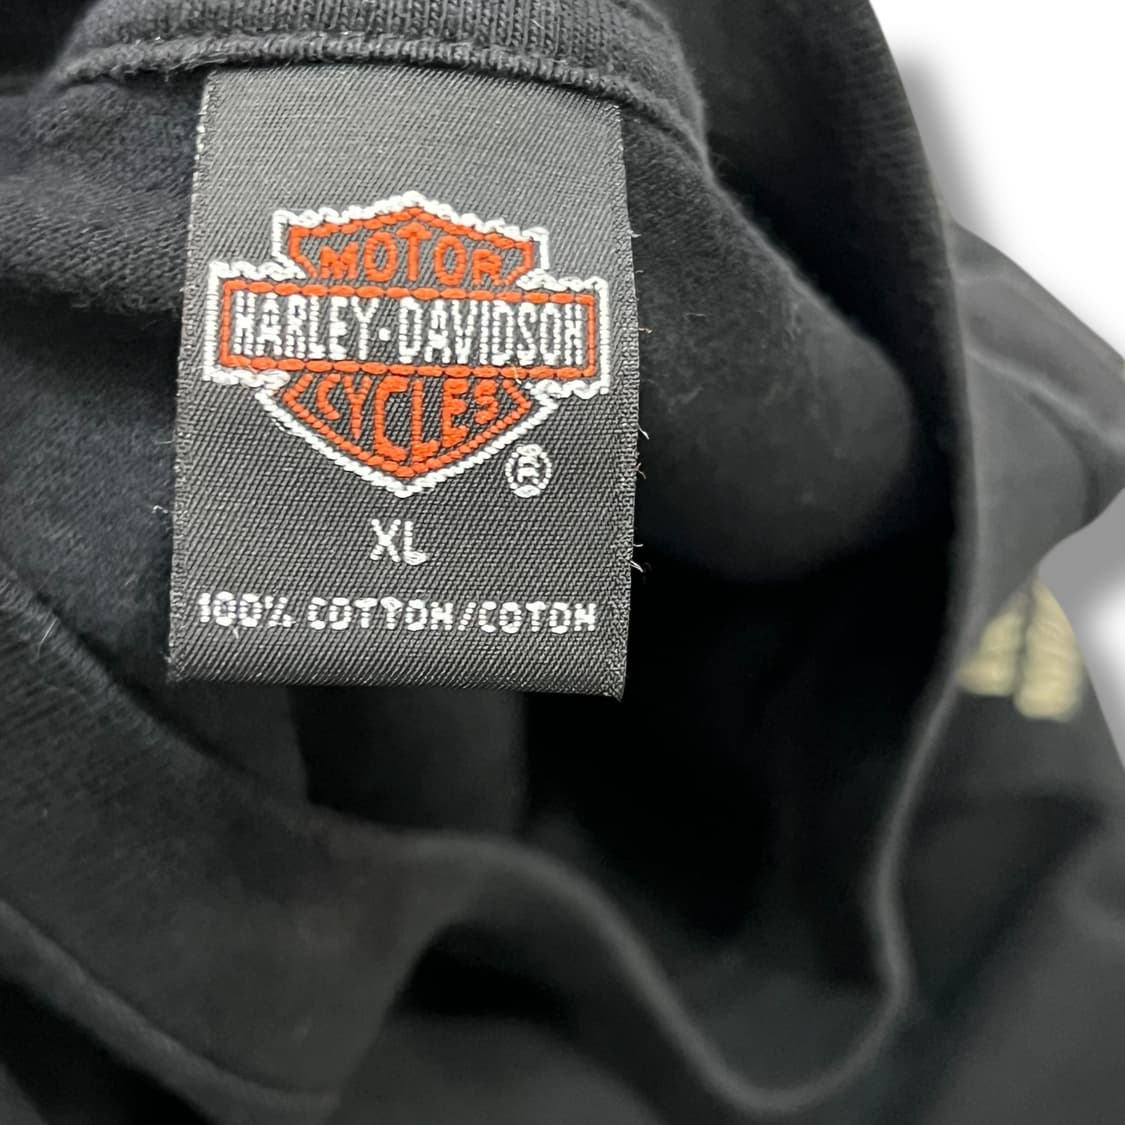 MOTOR
HARLEY-DAVIDSON
CYCLES
®
XL
100% COTTON/COTON